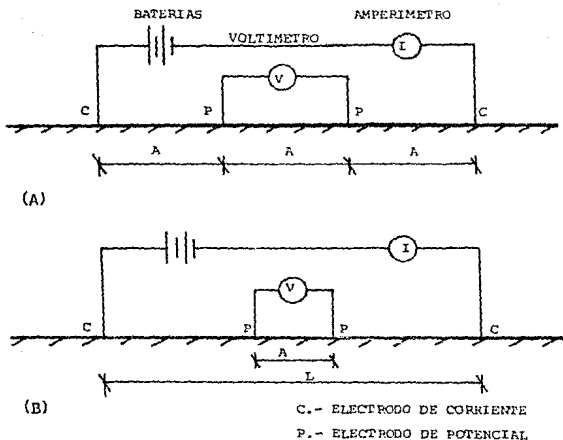 BATERIAS AMPERIMETRO
VOLTIMETRO
I
V
C P P C
A A A
(A)
I
V
C P P C
A
L
(B)
C.- ELECTRODO DE CORRIENTE
P.- ELECTRODO DE POTENCIAL